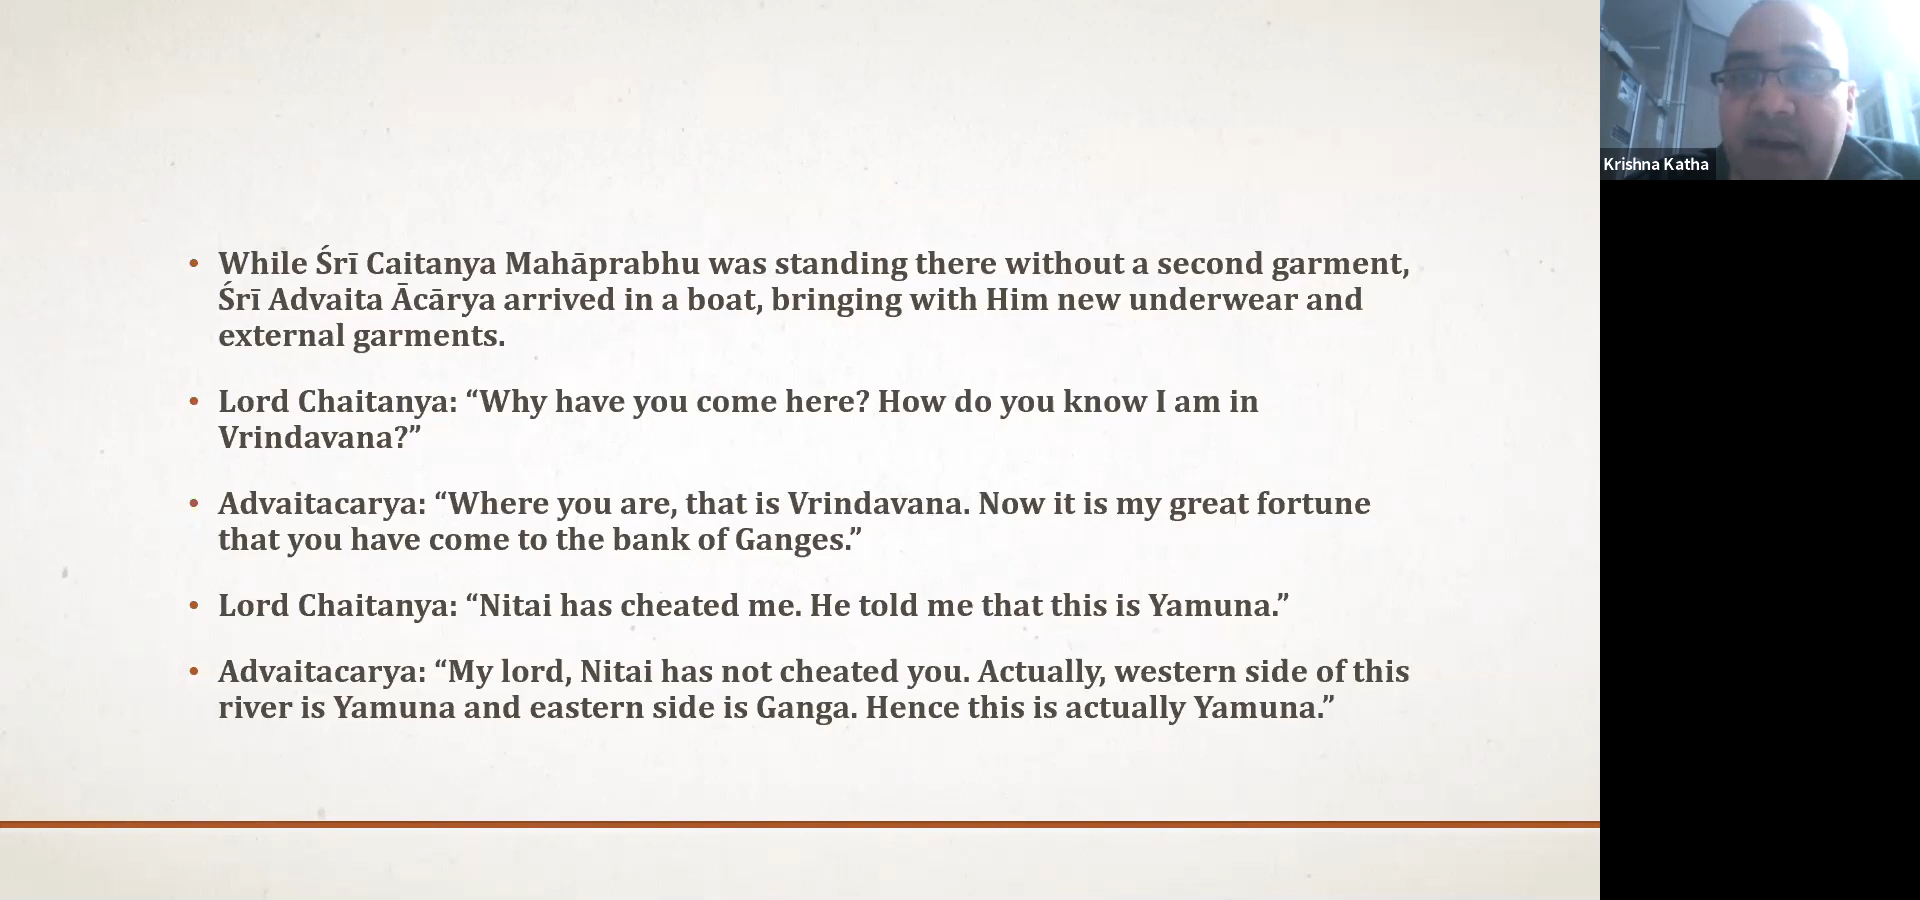 • While Śrī Caitanya Mahāprabhu was standing there without a second garment,
Śrī Advaita Ācārya arrived in a boat, bringing with Him new underwear and
external garments.
• Lord Chaitanya: “Why have you come here? How do you know I am in
Vrindavana?”
• Advaitacarya: “Where you are, that is Vrindavana. Now it is my great fortune
that you have come to the bank of Ganges.”
• Lord Chaitanya: “Nitai has cheated me. He told me that this is Yamuna.”
• Advaitacarya: “My lord, Nitai has not cheated you. Actually, western side of this
river is Yamuna and eastern side is Ganga. Hence this is actually Yamuna.”
Krishna Katha